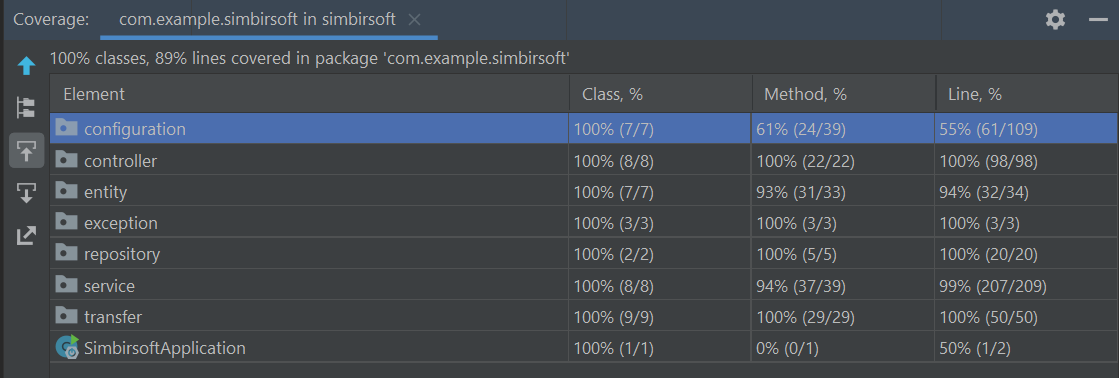 Coverage: com.example.simbirsoft in simbirsoft
100% classes, 89% lines covered in package 'com.example.simbirsoft'
Element Class, % Method, % Line, %
configuration 100% (7/7) 61% (24/39) 55% (61/109)
controller 100% (8/8) 100% (22/22) 100% (98/98)
entity 100% (7/7) 93% (31/33) 94% (32/34)
exception 100% (3/3) 100% (3/3) 100% (3/3)
repository 100% (2/2) 100% (5/5) 100% (20/20)
service 100% (8/8) 94% (37/39) 99% (207/209)
transfer 100% (9/9) 100% (29/29) 100% (50/50)
SimbirsoftApplication 100% (1/1) 0% (0/1) 50% (1/2)